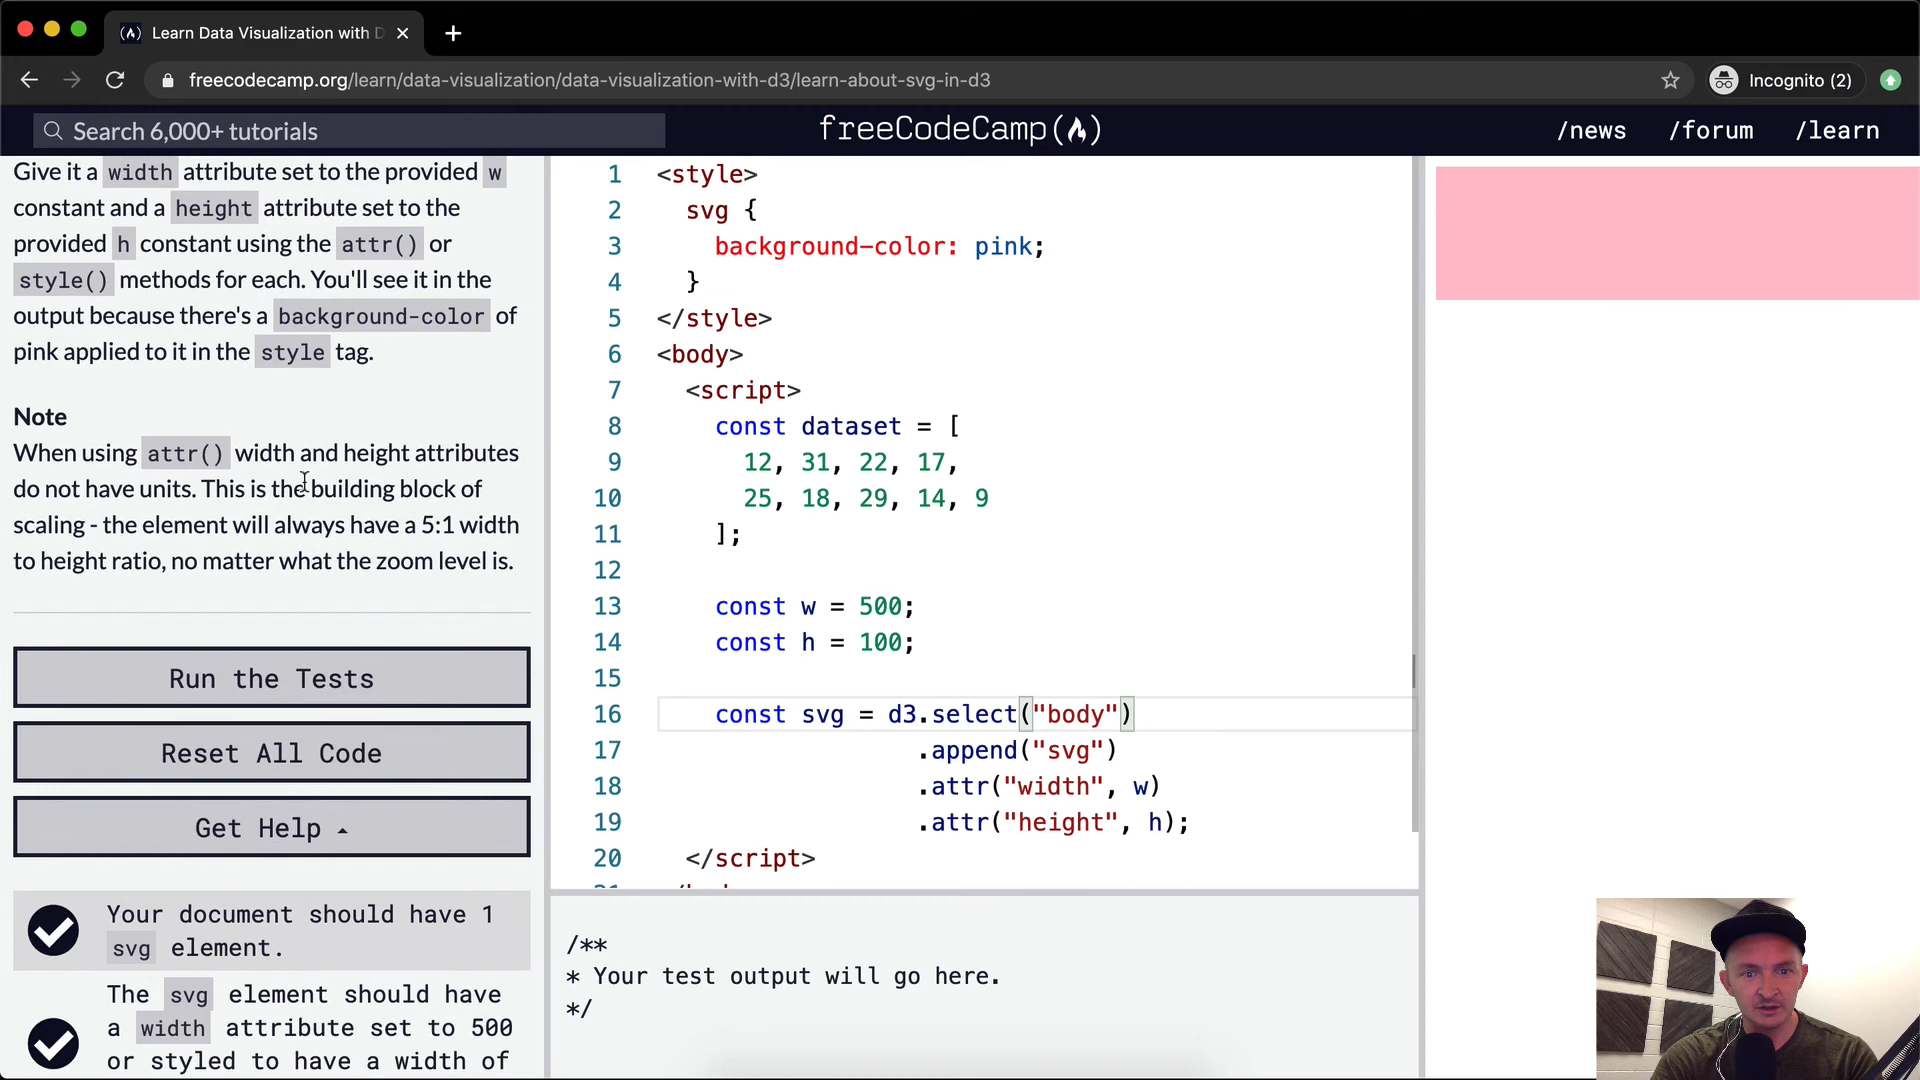 Learn Data Visualization with D
freecodecamp.org/learn/data-visualization/data-visualization-with-d3/learn-about-svg-in-d3
Incognito (2)
Search 6,000+ tutorials
freeCodeCamp
/news
/forum
/learn
Give it a width attribute set to the provided w
constant and a height attribute set to the
provided h constant using the attr() or
style() methods for each. You'll see it in the
output because there's a background-color of
pink applied to it in the style tag.
Note
When using attr() width and height attributes
do not have units. This is the building block of
scaling - the element will always have a 5:1 width
to height ratio, no matter what the zoom level is.
Run the Tests
Reset All Code
Get Help
Your document should have 1
svg element.
The svg element should have
a width attribute set to 500
or styled to have a width of
1 <style>
2 svg {
3 background-color: pink;
4 }
5 </style>
6 <body>
7 <script>
8 const dataset = [
9 12, 31, 22, 17,
10 25, 18, 29, 14, 9
11 ];
12
13 const w = 500;
14 const h = 100;
15
16 const svg = d3.select("body")
17 .append("svg")
18 .attr("width", w)
19 .attr("height", h);
20 </script>
/**
* Your test output will go here.
*/